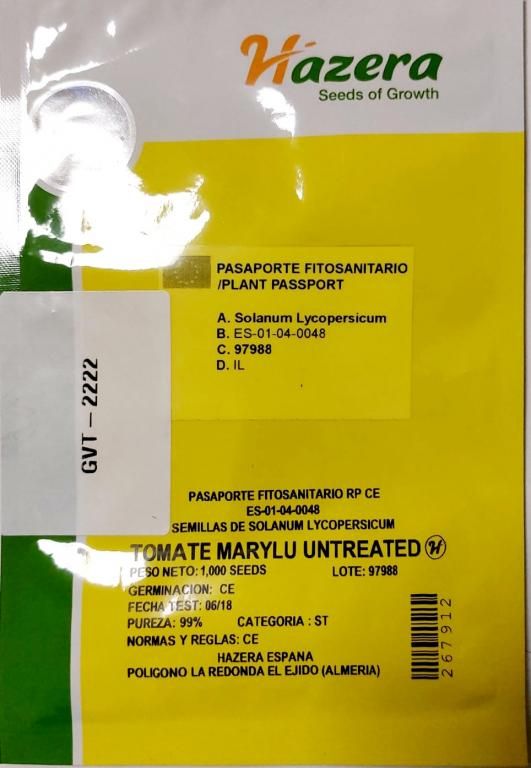 Hazera
Seeds of Growth
PASAPORTE FITOSANITARIO
/PLANT PASSPORT
A. Solanum Lycopersicum
B. ES-01-04-0048
C. 97988
D. IL
GVT - 2222
PASAPORTE FITOSANITARIO RP CE
ES-01-04-0048
SEMILLAS DE SOLANUM LYCOPERSICUM
TOMATE MARYLU UNTREATED H
PESO NETO: 1,000 SEEDS LOTE: 97988
GERMINACION: CE
FECHA TEST: 06/18
PUREZA: 99% CATEGORIA : ST
NORMAS Y REGLAS: CE
HAZERA ESPANA
POLIGONO LA REDONDA EL EJIDO (ALMERIA)
267912